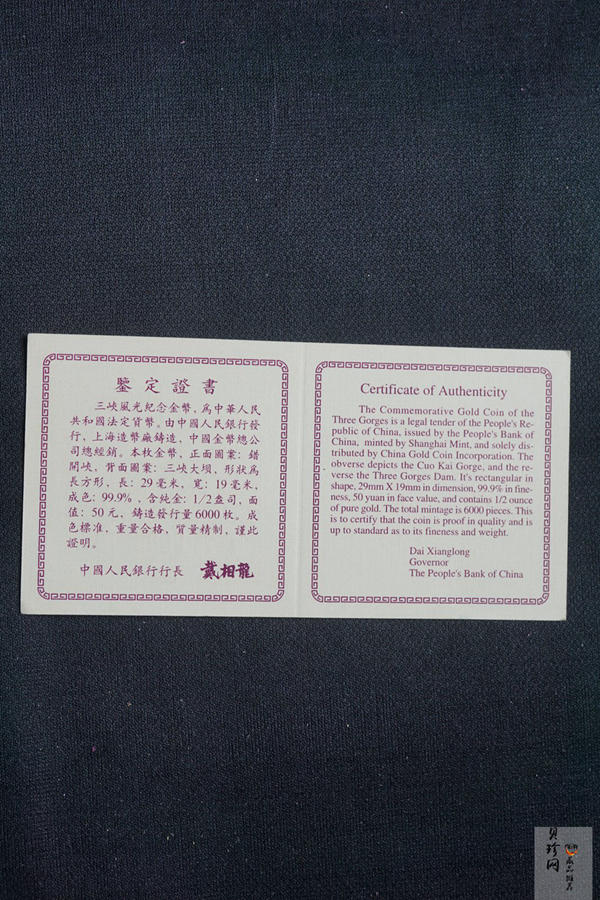 鑒定證書
三峽風光紀念金幣，爲中華人民
共和國法定貨幣。由中國人民銀行發
行，上海造幣廠鑄造，中國金幣總公
司總經銷。本枚金幣，正面圖案：錯
開峽，背面圖案：三峽大坝，形狀爲
長方形，長：29毫米，寬：19毫米，
成色：99.9%，含純金：1/2盎司，面
值：50元，鑄造發行量6000枚。成
色標准，重量合格，質量精制，謹此
證明。
中國人民銀行行長 戴相龍
Certificate of Authenticity
The Commemorative Gold Coin of the
Three Gorges is a legal tender of the People's Re-
public of China, issued by the People's Bank of
China, minted by Shanghai Mint, and solely dis-
tributed by China Gold Coin Incorporation. The
obverse depicts the Cuo Kai Gorge, and the re-
verse the Three Gorges Dam. It's rectangular in
shape, 29mm X 19mm in dimension, 99.9% in fine-
ness, 50 yuan in face value, and contains 1/2 ounce
of pure gold. The total mintage is 6000 pieces. This
is to certify that the coin is proof in quality and is
up to standard as to its fineness and weight.
Dai Xianglong
Governor
The People's Bank of China
貝珍网